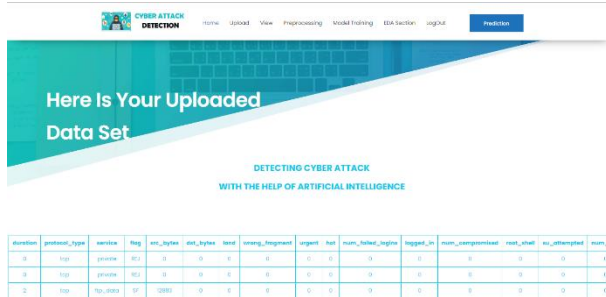 CYBER ATTACK
DETECTION
Home Upload View Preprocessing Model Training EDA Section LogOut Prediction
Here Is Your Uploaded
Data Set
DETECTING CYBER ATTACK
WITH THE HELP OF ARTIFICIAL INTELLIGENCE
duration protocol_type service flag src_bytes dst_bytes land wrong_fragment urgent hot num_failed_logins logged_in num_compromised root_shell su_attempted num_
0 tcp private REJ 0 0 0 0 0 0 0 0 0 0 0
0 tcp private REJ 0 0 0 0 0 0 0 0 0 0 0
2 tcp ftp_data SF 12983 0 0 0 0 0 0 0 0 0 0